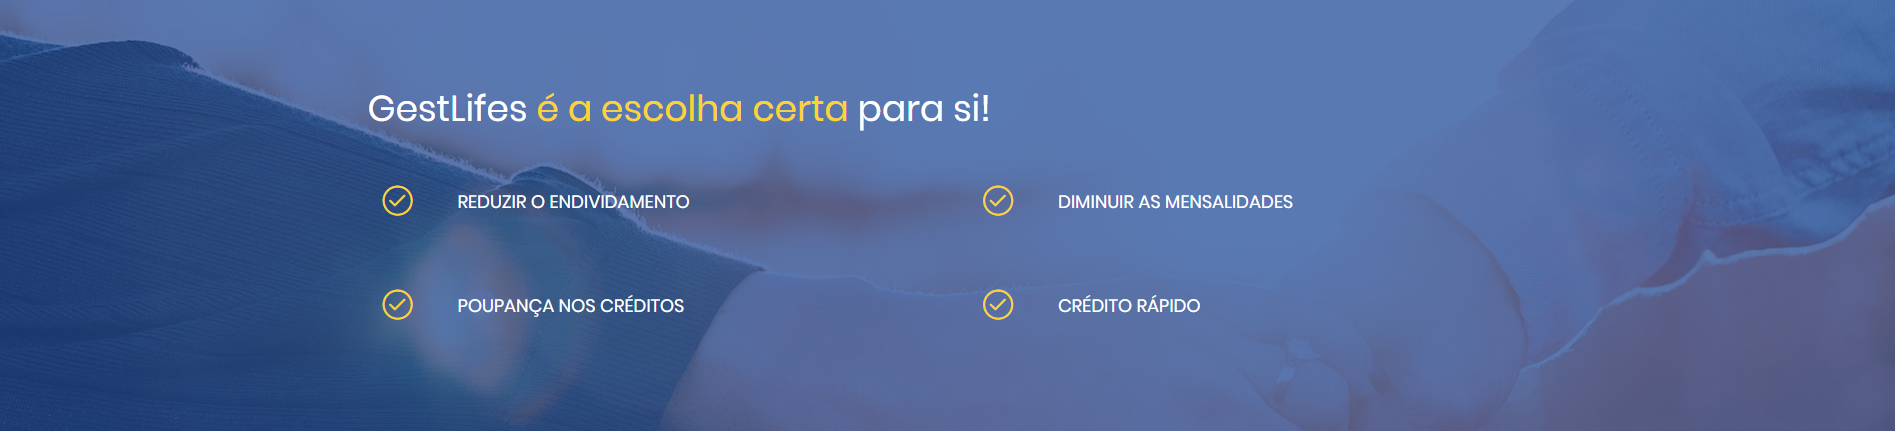 GestLifes é a escolha certa para si!
REDUZIR O ENDIVIDAMENTO
DIMINUIR AS MENSALIDADES
POUPANÇA NOS CRÉDITOS
CRÉDITO RÁPIDO